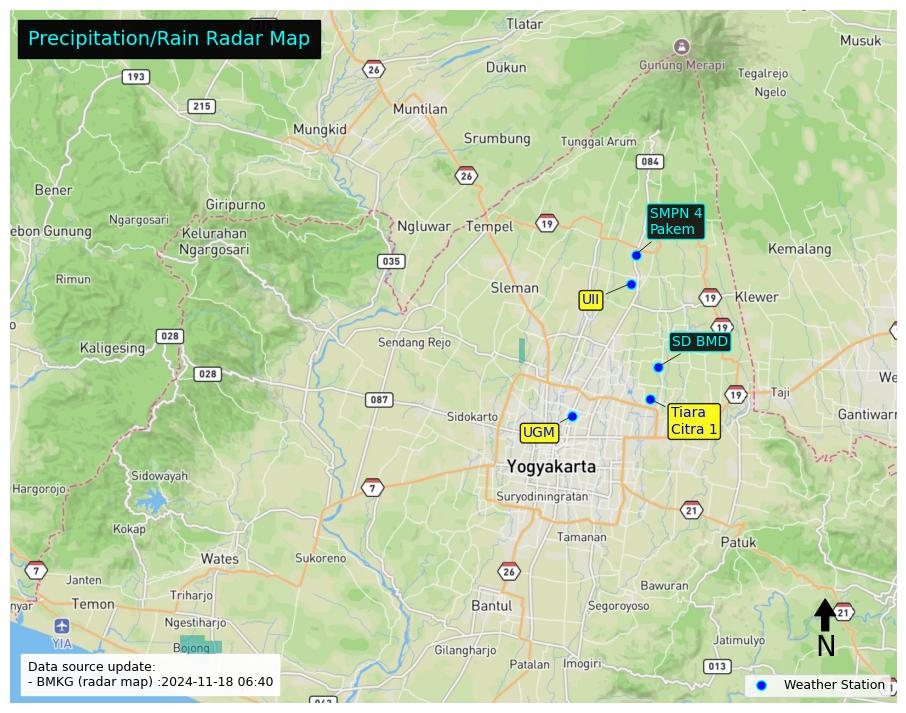 Precipitation/Rain Radar Map
Tlatar
Musuk
26
Dukun
Gunung Merapi
Tegalrejo
193
Ngelo
215
Muntilan
Mungkid
Srumbung
Tunggal Arum
084
26
Bener
Giripurno
SMPN 4
Pakem
Ngargosari
Ngluwar
Tempel
19
ebon Gunung
Kelurahan
Ngargosari
Kemalang
035
Rimun
Sleman
UII
19
Klewer
19
028
Sendang Rejo
SD BMD
Kaligesing
028
We
087
19
Taji
Sidokarto
Tiara
Citra 1
Gantiwarn
UGM
Yogyakarta
Sidowayah
Hargorojo
7
Suryodiningratan
21
Kokap
Tamanan
Patuk
Wates
Sukoreno
7
26
Janten
Bawuran
nyar
Temon
Triharjo
Bantul
Segoroyoso
21
Ngestiharjo
YIA
Bojong
Gilangharjo
Jatimulyo
N
Patalan
Imogiri
013
Data source update:
- BMKG (radar map) :2024-11-18 06:40
Weather Station